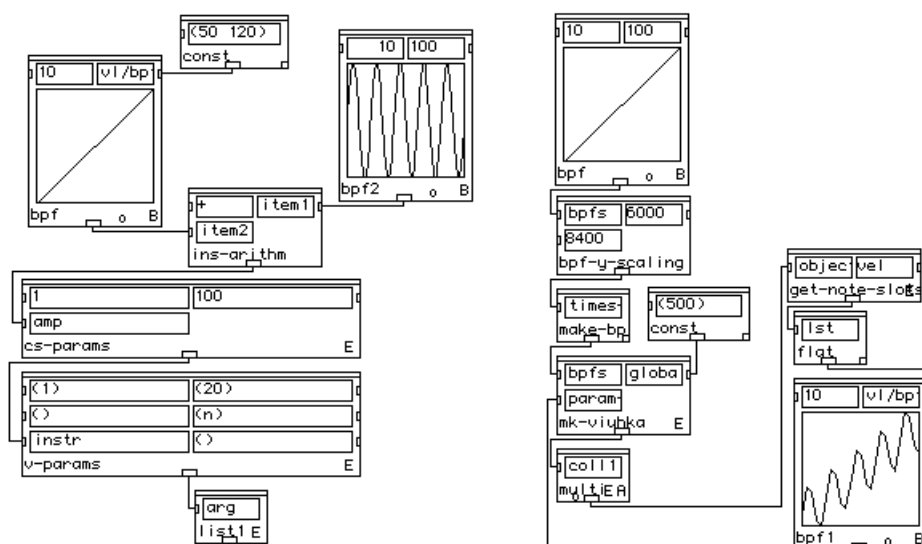 (50 120)
const
10 vl/bp
bpf o B
10 100
bpf2 o B
+ item1
item2
ins-arithm
1 100
amp
cs-params E
(1) (20)
() (n)
instr ()
v-params E
arg
list1 E
10 100
bpf o B
bpfs 6000
8400
bpf-y-scaling
times-
make-bp
(500)
const
bpfs globa
param-
mk-viuhka E
coll1
multi E A
o
objec vel
get-note-slots E
lst
flat
10 vl/bp
bpf1 o B